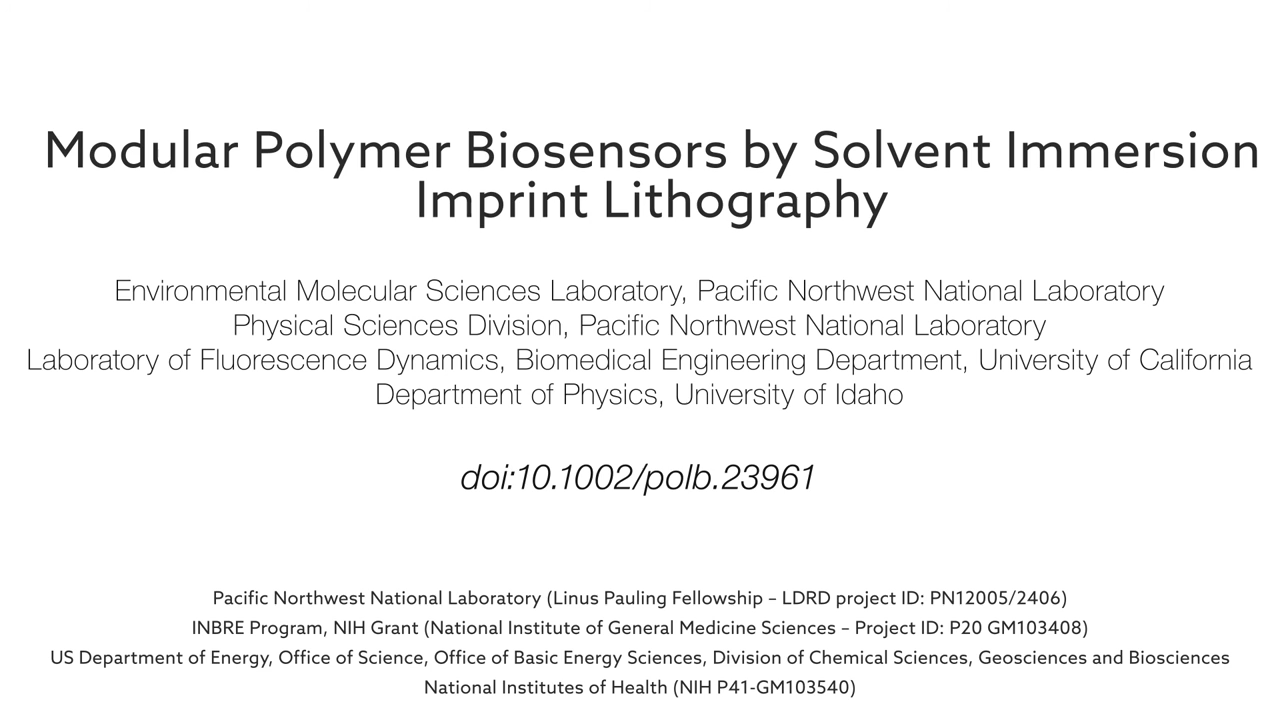 Modular Polymer Biosensors by Solvent Immersion
Imprint Lithography
Environmental Molecular Sciences Laboratory, Pacific Northwest National Laboratory
Physical Sciences Division, Pacific Northwest National Laboratory
Laboratory of Fluorescence Dynamics, Biomedical Engineering Department, University of California
Department of Physics, University of Idaho
doi:10.1002/polb.23961
Pacific Northwest National Laboratory (Linus Pauling Fellowship – LDRD project ID: PN12005/2406)
INBRE Program, NIH Grant (National Institute of General Medicine Sciences – Project ID: P20 GM103408)
US Department of Energy, Office of Science, Office of Basic Energy Sciences, Division of Chemical Sciences, Geosciences and Biosciences
National Institutes of Health (NIH P41-GM103540)